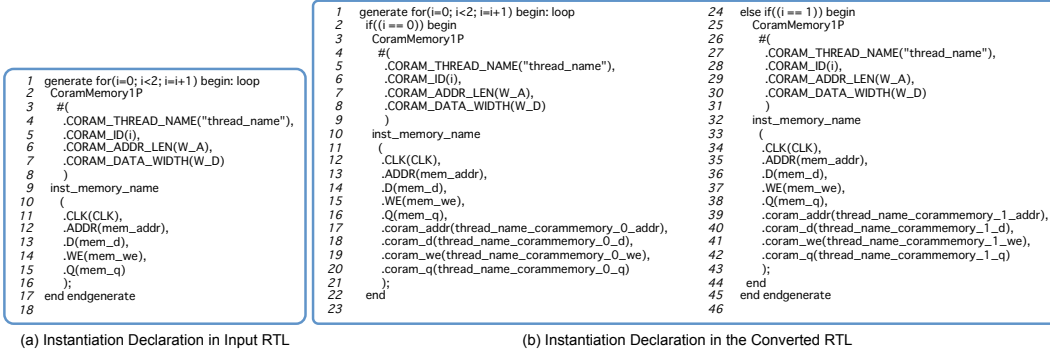 1 generate for(i=0; i<2; i=i+1) begin: loop
2 CoramMemory1P
3 #(
4 .CORAM_THREAD_NAME("thread_name"),
5 .CORAM_ID(i),
6 .CORAM_ADDR_LEN(W_A),
7 .CORAM_DATA_WIDTH(W_D)
8 )
9 inst_memory_name
10 (
11 .CLK(CLK),
12 .ADDR(mem_addr),
13 .D(mem_d),
14 .WE(mem_we),
15 .Q(mem_q)
16 );
17 end endgenerate
18
(a) Instantiation Declaration in Input RTL
1 generate for(i=0; i<2; i=i+1) begin: loop
2 if((i == 0)) begin
3 CoramMemory1P
4 #(
5 .CORAM_THREAD_NAME("thread_name"),
6 .CORAM_ID(i),
7 .CORAM_ADDR_LEN(W_A),
8 .CORAM_DATA_WIDTH(W_D)
9 )
10 inst_memory_name
11 (
12 .CLK(CLK),
13 .ADDR(mem_addr),
14 .D(mem_d),
15 .WE(mem_we),
16 .Q(mem_q),
17 .coram_addr(thread_name_corammemory_0_addr),
18 .coram_d(thread_name_corammemory_0_d),
19 .coram_we(thread_name_corammemory_0_we),
20 .coram_q(thread_name_corammemory_0_q)
21 );
22 end
23
24 else if((i == 1)) begin
25 CoramMemory1P
26 #(
27 .CORAM_THREAD_NAME("thread_name"),
28 .CORAM_ID(i),
29 .CORAM_ADDR_LEN(W_A),
30 .CORAM_DATA_WIDTH(W_D)
31 )
32 inst_memory_name
33 (
34 .CLK(CLK),
35 .ADDR(mem_addr),
36 .D(mem_d),
37 .WE(mem_we),
38 .Q(mem_q),
39 .coram_addr(thread_name_corammemory_1_addr),
40 .coram_d(thread_name_corammemory_1_d),
41 .coram_we(thread_name_corammemory_1_we),
42 .coram_q(thread_name_corammemory_1_q)
43 );
44 end
45 end endgenerate
46
(b) Instantiation Declaration in the Converted RTL